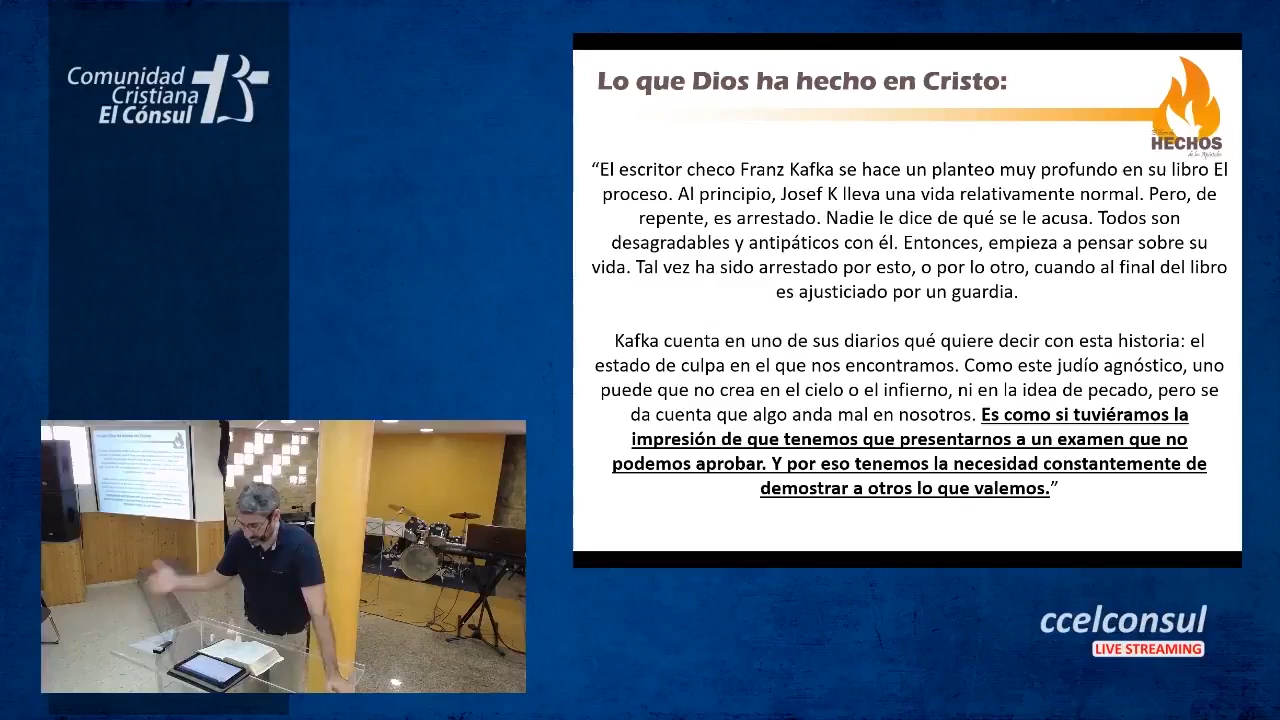 Comunidad
Cristiana
El Cónsul
Lo que Dios ha hecho en Cristo:
HECHOS
“El escritor checo Franz Kafka se hace un planteo muy profundo en su libro El
proceso. Al principio, Josef K lleva una vida relativamente normal. Pero, de
repente, es arrestado. Nadie le dice de qué se le acusa. Todos son
desagradables y antipáticos con él. Entonces, empieza a pensar sobre su
vida. Tal vez ha sido arrestado por esto, o por lo otro, cuando al final del libro
es ajusticiado por un guardia.
Kafka cuenta en uno de sus diarios qué quiere decir con esta historia: el
estado de culpa en el que nos encontramos. Como este judío agnóstico, uno
puede que no crea en el cielo o el infierno, ni en la idea de pecado, pero se
da cuenta que algo anda mal en nosotros. Es como si tuviéramos la
impresión de que tenemos que presentarnos a un examen que no
podemos aprobar. Y por eso tenemos la necesidad constantemente de
demostrar a otros lo que valemos.”
ccelconsul
LIVE STREAMING